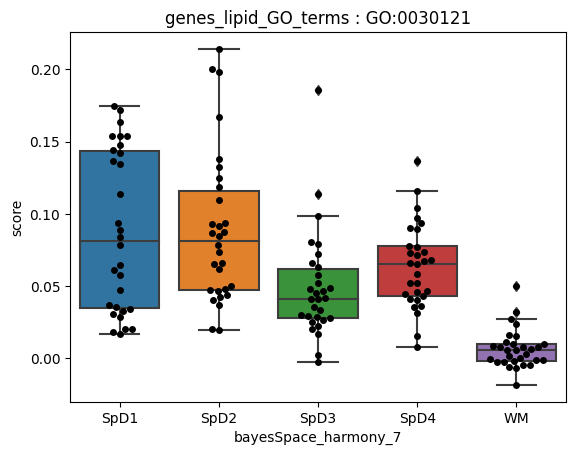 genes_lipid_GO_terms : GO:0030121
score
0.20
0.15
0.10
0.05
0.00
SpD1 SpD2 SpD3 SpD4 WM
bayesSpace_harmony_7